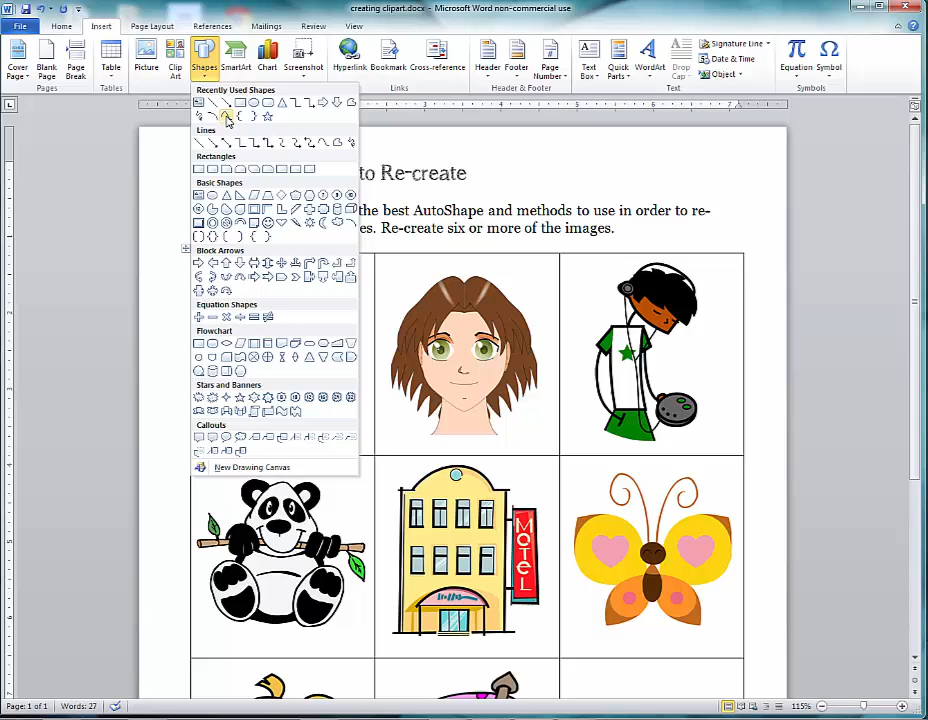 creating clipart.docx - Microsoft Word non-commercial use
File Home Insert Page Layout References Mailings Review View
Cover Page Blank Page Page Break Table Picture Clip Art Shapes SmartArt Chart Screenshot Hyperlink Bookmark Cross-reference Header Footer Page Number Text Box Quick Parts WordArt Drop Cap Signature Line Date & Time Object Equation Symbol
Pages Tables Links Header & Footer Text Symbols
Recently Used Shapes
Lines
Rectangles
Basic Shapes
Block Arrows
Equation Shapes
Flowchart
Stars and Banners
Callouts
New Drawing Canvas
to Re-create
the best AutoShape and methods to use in order to re-
es. Re-create six or more of the images.
MOTEL
Page: 1 of 1 Words: 27 115%